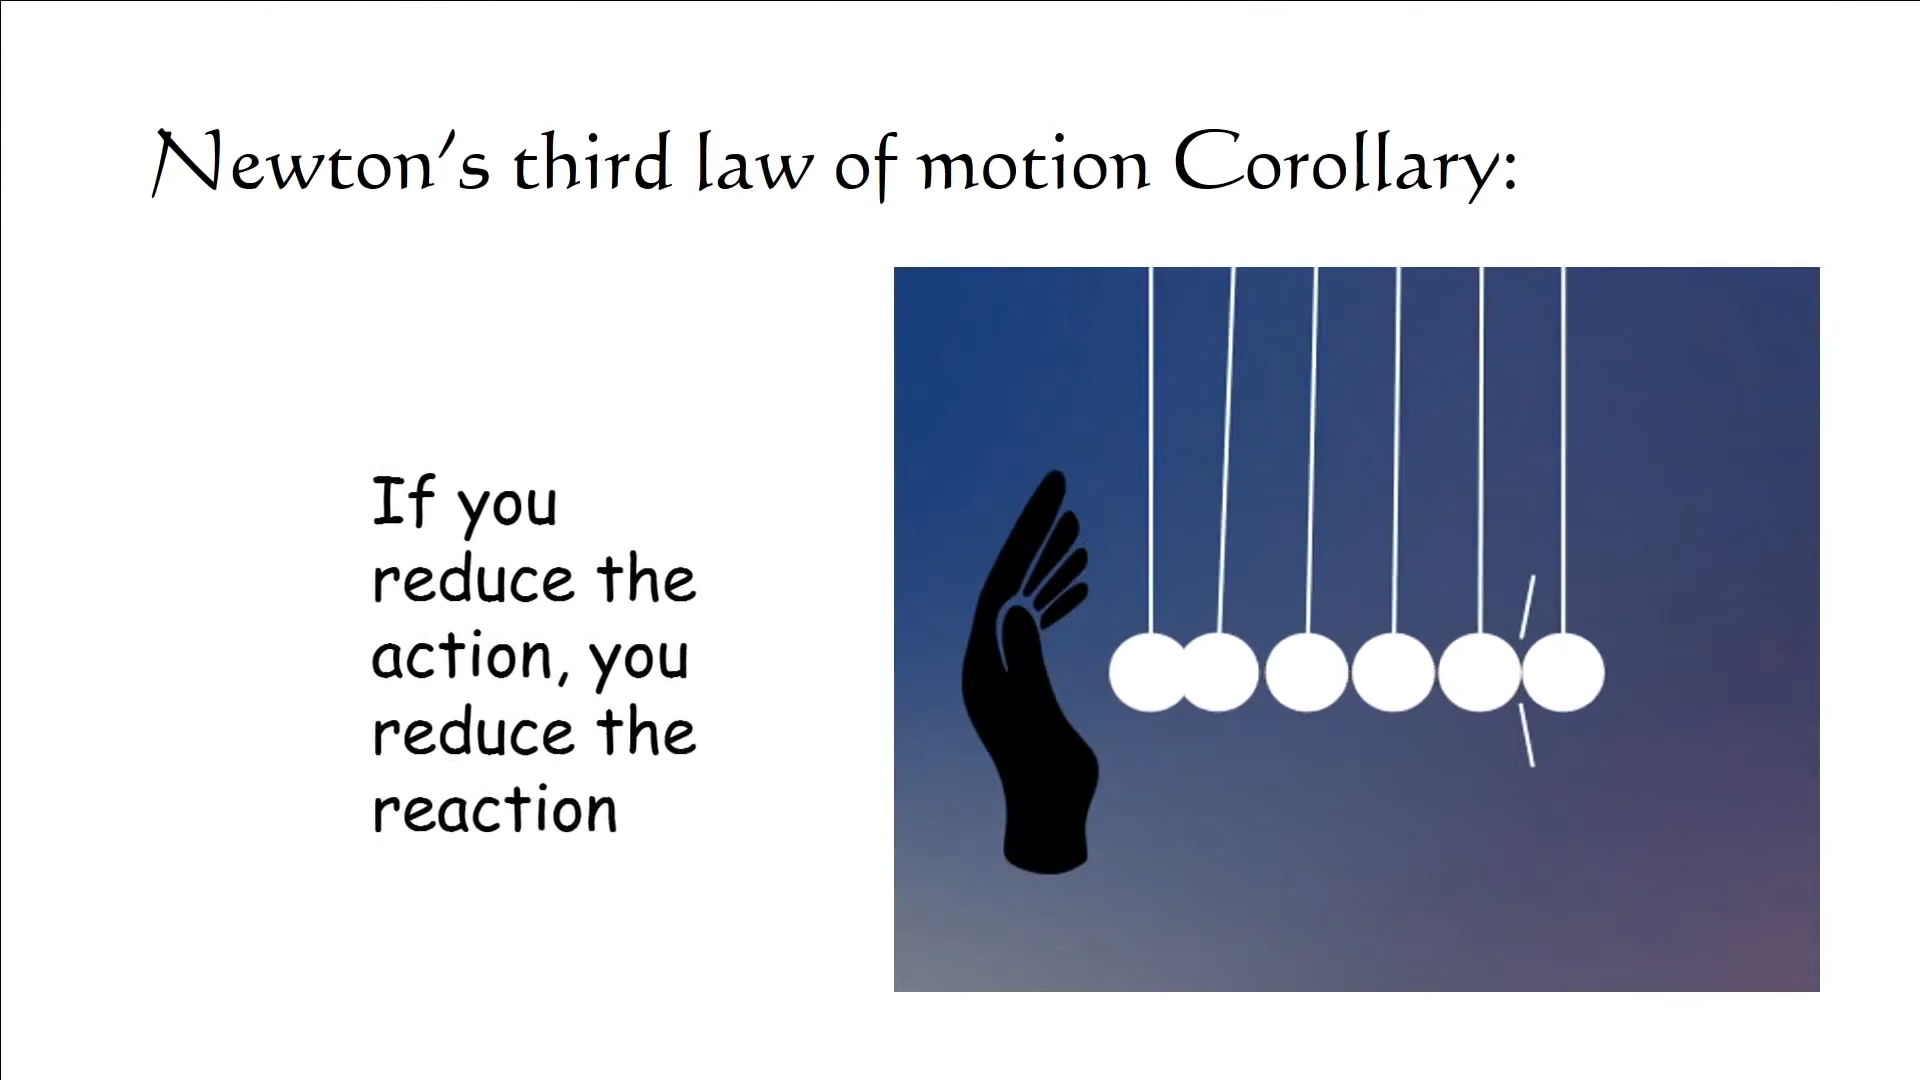 Newton's third law of motion Corollary:
If you
reduce the
action, you
reduce the
reaction